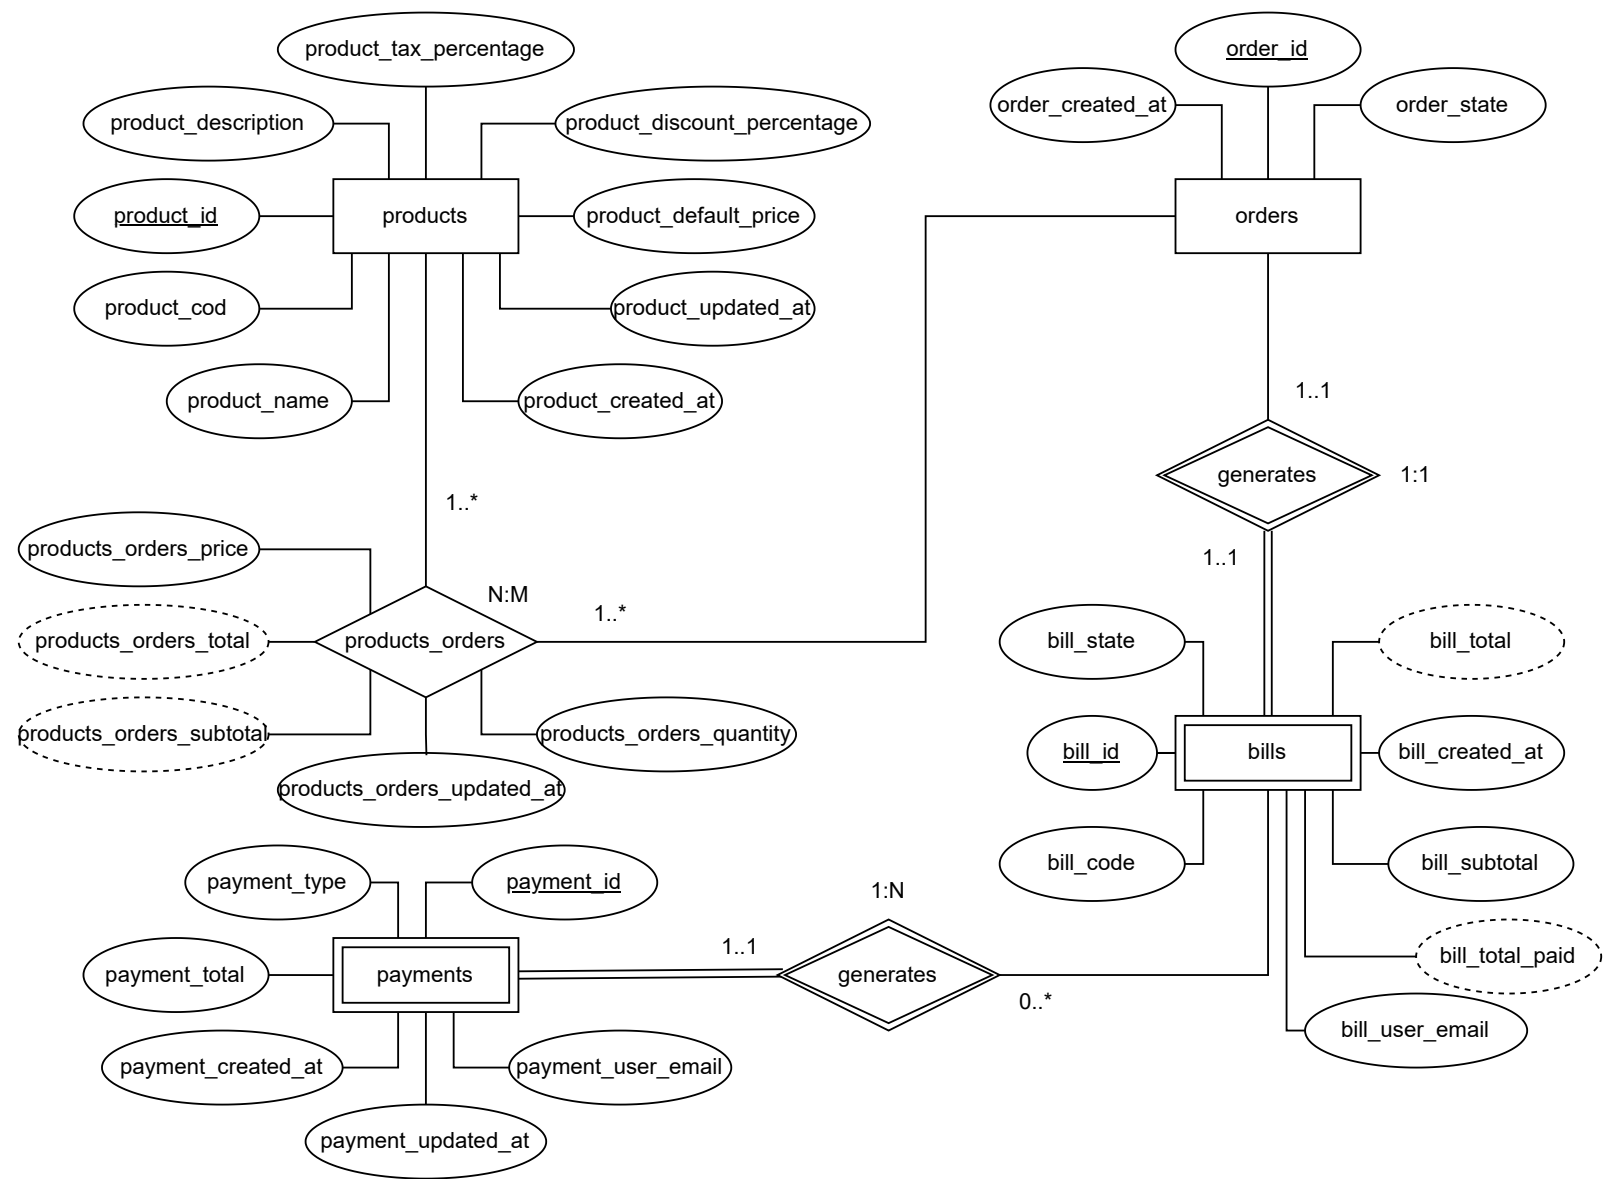 product_tax_percentage
order_id
order_created_at
order_state
product_description
product_discount_percentage
product_id
products
product_default_price
orders
product_cod
product_updated_at
product_name
product_created_at
1..1
generates
1:1
1..*
products_orders_price
N:M
1..*
1..1
products_orders_total
products_orders
bill_state
bill_total
products_orders_subtotal
products_orders_quantity
bill_id
bills
bill_created_at
products_orders_updated_at
bill_code
bill_subtotal
payment_type
payment_id
1:N
1..1
payment_total
payments
generates
0..*
bill_total_paid
bill_user_email
payment_created_at
payment_user_email
payment_updated_at